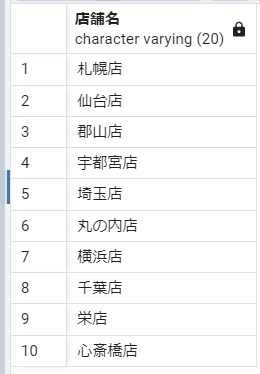 店舗名
character varying (20)
1 札幌店
2 仙台店
3 郡山店
4 宇都宮店
5 埼玉店
6 丸の内店
7 横浜店
8 千葉店
9 栄店
10 心斎橋店